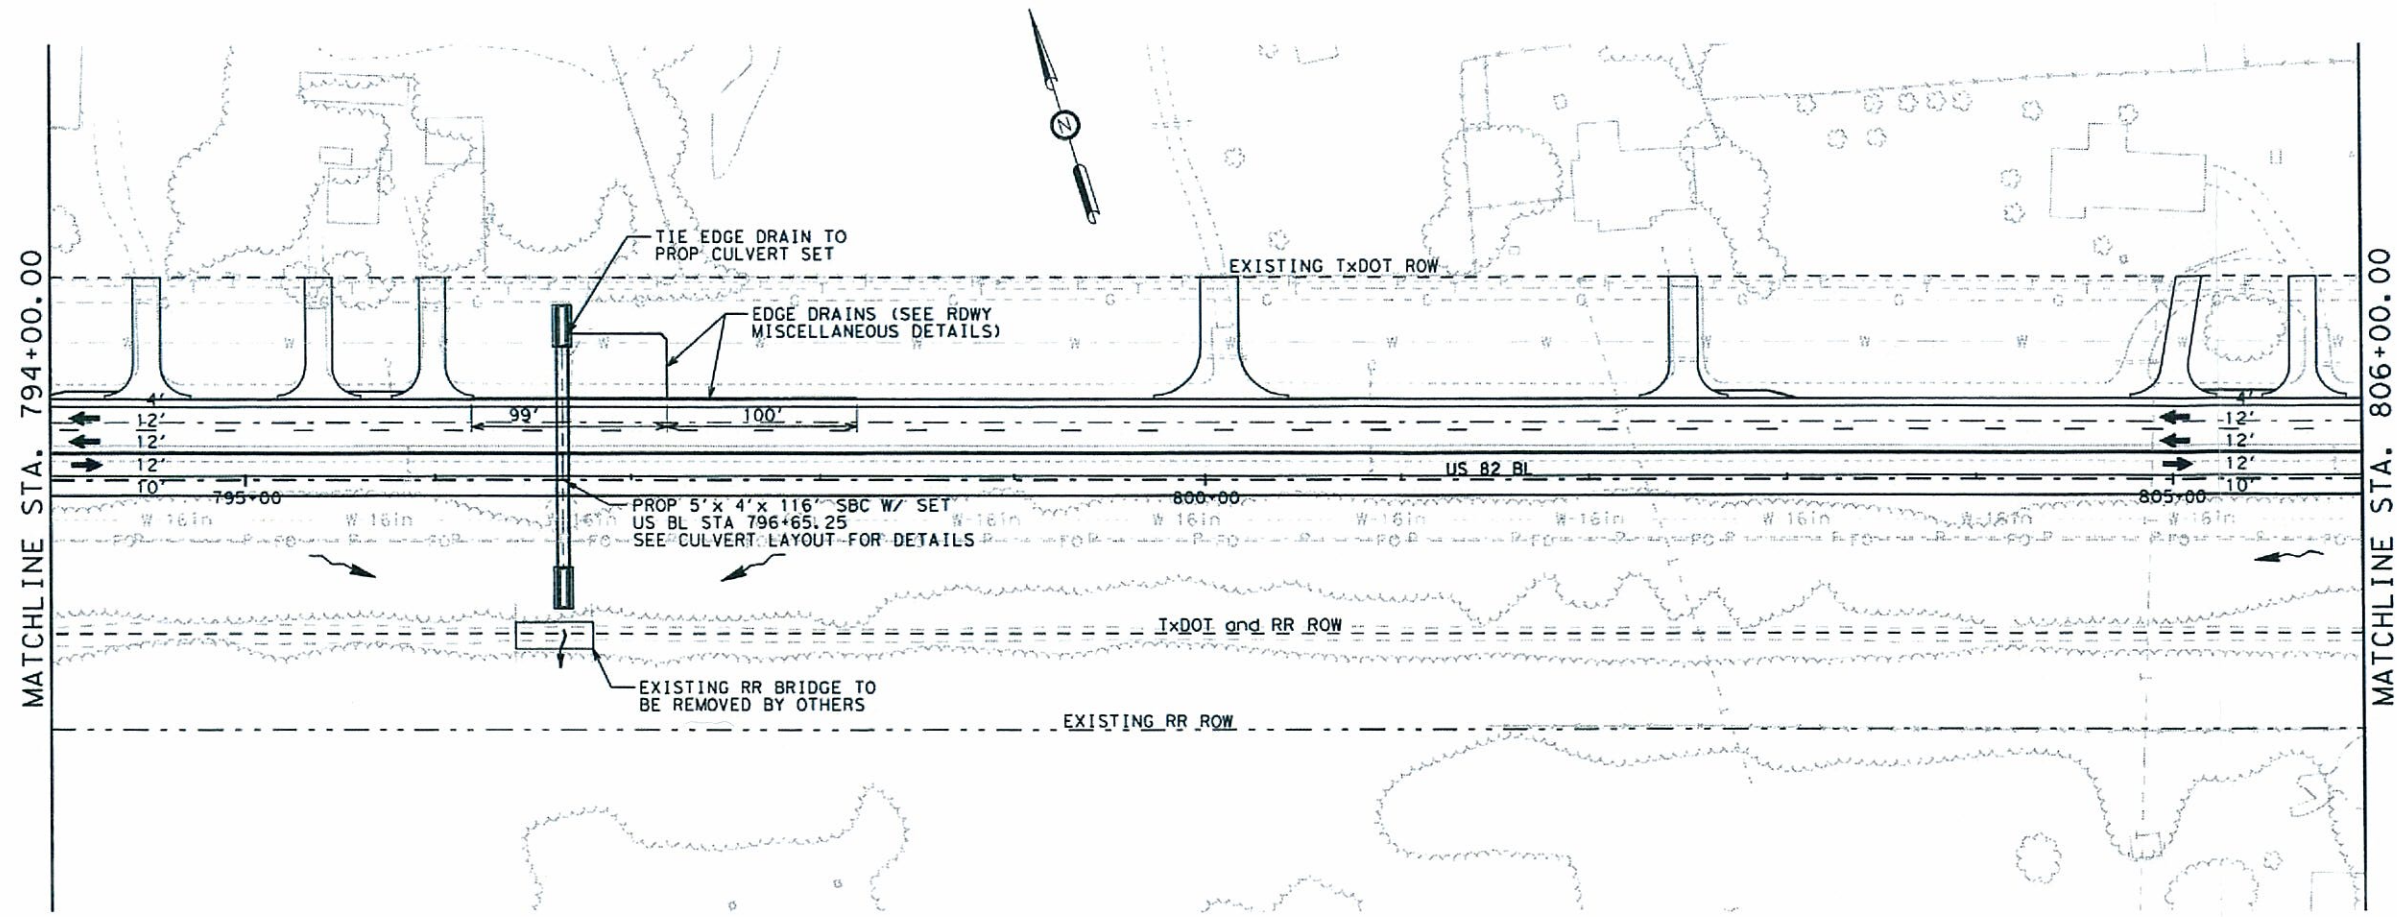 N
TIE EDGE DRAIN TO
PROP CULVERT SET
EXISTING TxDOT ROW
EDGE DRAINS (SEE RDWY
MISCELLANEOUS DETAILS)
MATCHLINE STA. 794+00.00
MATCHLINE STA. 806+00.00
4'
12'
12'
12'
10'
99'
100'
4'
12'
12'
12'
10'
US 82 BL
795+00
800+00
805+00
PROP 5'x 4'x 116' SBC W/ SET
US BL STA 796+65.25
SEE CULVERT LAYOUT FOR DETAILS
W 16in
W 16in
W-16in
W 16in
W-16in
W-16in
W 16in
W-16in
W-16in
TxDOT and RR ROW
EXISTING RR BRIDGE TO
BE REMOVED BY OTHERS
EXISTING RR ROW